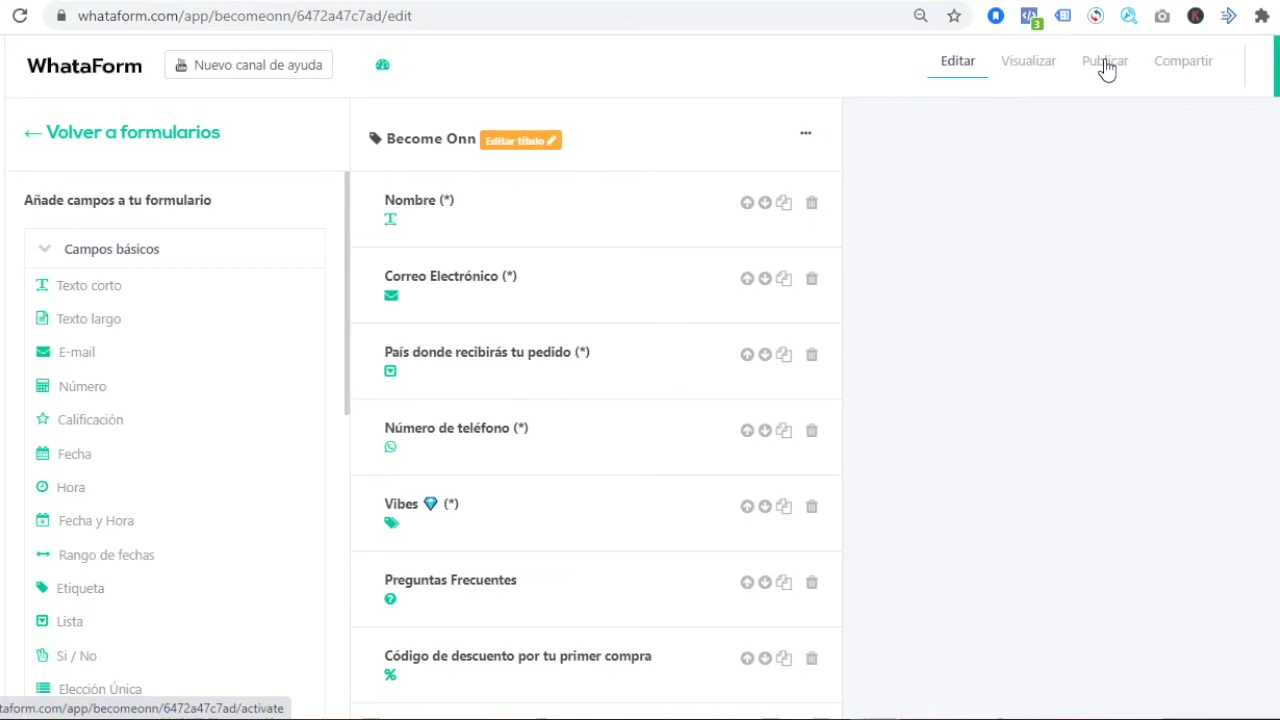 whataform.com/app/becomeonn/6472a47c7ad/edit
3
K
WhataForm
Nuevo canal de ayuda
Editar
Visualizar
Publicar
Compartir
← Volver a formularios
Become Onn
Editar título
Añade campos a tu formulario
Campos básicos
Texto corto
Texto largo
E-mail
Número
Calificación
Fecha
Hora
Fecha y Hora
Rango de fechas
Etiqueta
Lista
Si / No
Elección Única
Nombre (*)
Correo Electrónico (*)
País donde recibirás tu pedido (*)
Número de teléfono (*)
Vibes 💎 (*)
Preguntas Frecuentes
Código de descuento por tu primer compra
taform.com/app/becomeonn/6472a47c7ad/activate